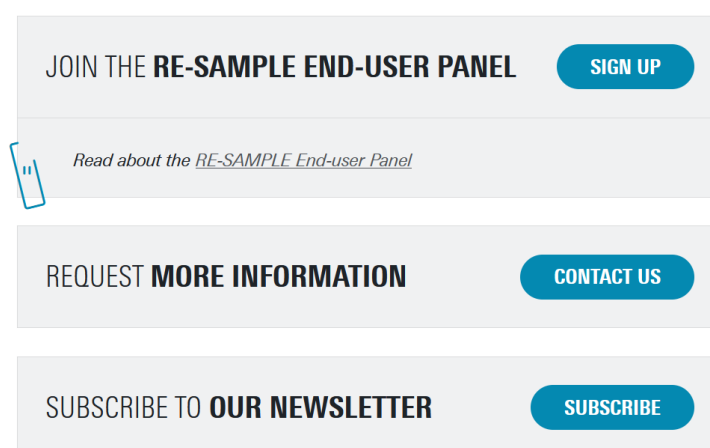 JOIN THE RE-SAMPLE END-USER PANEL
SIGN UP
Read about the RE-SAMPLE End-user Panel
REQUEST MORE INFORMATION
CONTACT US
SUBSCRIBE TO OUR NEWSLETTER
SUBSCRIBE